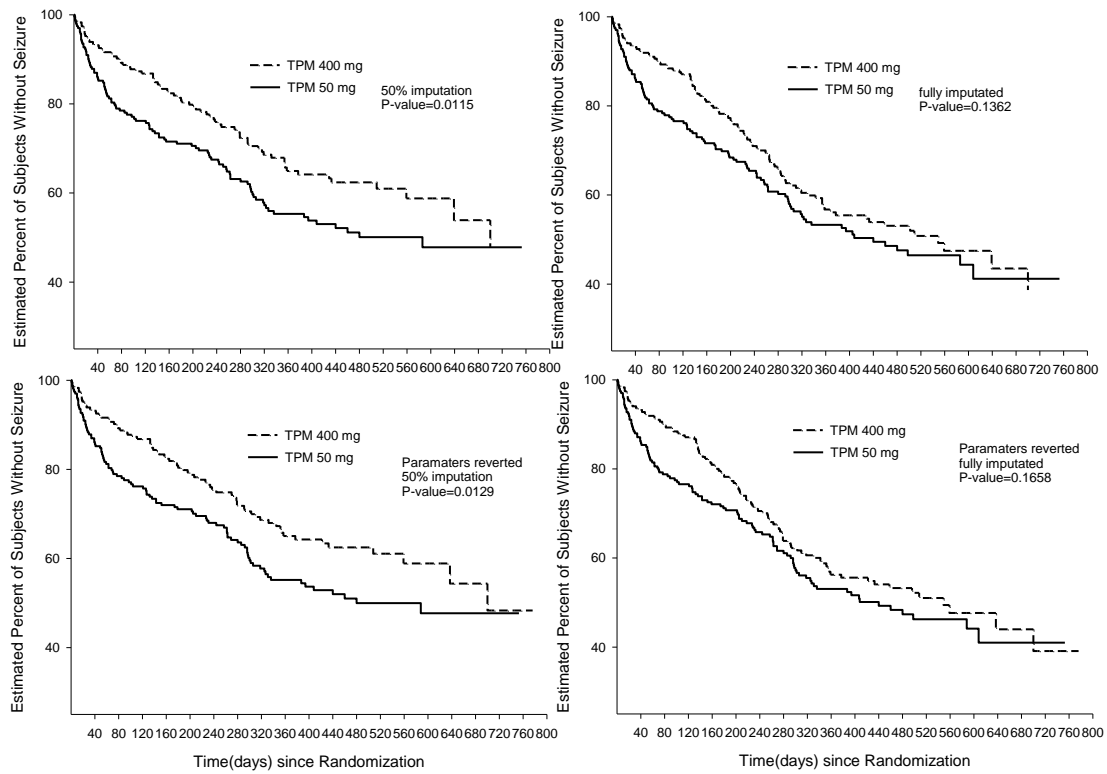 Estimated Percent of Subjects Without Seizure
100
80
60
40
TPM 400 mg
TPM 50 mg
50% imputation
P-value=0.0115
40 80 120 160 200 240 280 320 360 400 440 480 520 560 600 640 680 720 760 800
Estimated Percent of Subjects Without Seizure
100
80
60
40
TPM 400 mg
TPM 50 mg
fully imputated
P-value=0.1362
40 80 120 160 200 240 280 320 360 400 440 480 520 560 600 640 680 720 760 800
Estimated Percent of Subjects Without Seizure
100
80
60
40
TPM 400 mg
TPM 50 mg
Paramaters reverted
50% imputation
P-value=0.0129
40 80 120 160 200 240 280 320 360 400 440 480 520 560 600 640 680 720 760 800
Time(days) since Randomization
Estimated Percent of Subjects Without Seizure
100
80
60
40
TPM 400 mg
TPM 50 mg
Paramaters reverted
fully imputated
P-value=0.1658
40 80 120 160 200 240 280 320 360 400 440 480 520 560 600 640 680 720 760 800
Time(days) since Randomization